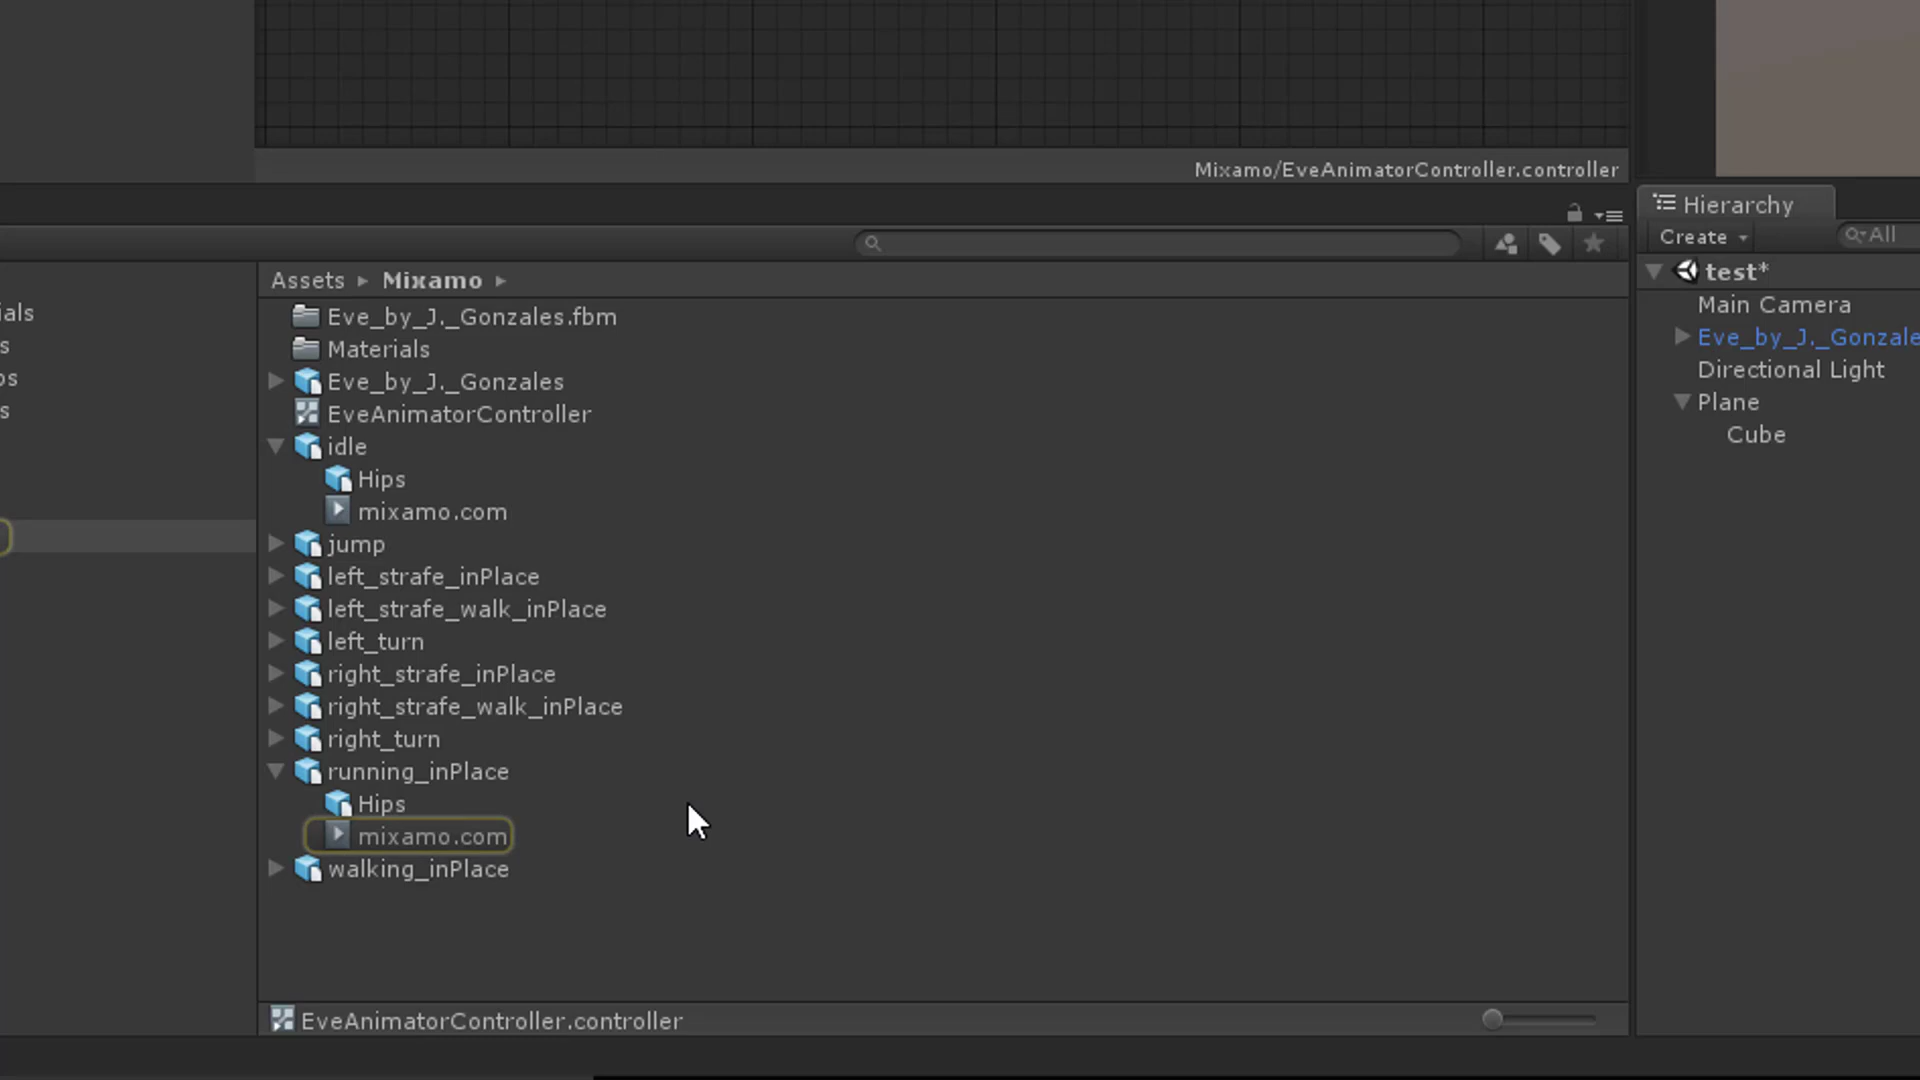 Mixamo/EveAnimatorController.controller
Assets Mixamo
ials
s
os
s
Eve_by_J._Gonzales.fbm
Materials
Eve_by_J._Gonzales
EveAnimatorController
idle
Hips
mixamo.com
jump
left_strafe_inPlace
left_strafe_walk_inPlace
left_turn
right_strafe_inPlace
right_strafe_walk_inPlace
right_turn
running_inPlace
Hips
mixamo.com
walking_inPlace
EveAnimatorController.controller
Hierarchy
Create All
test*
Main Camera
Eve_by_J._Gonzale
Directional Light
Plane
Cube